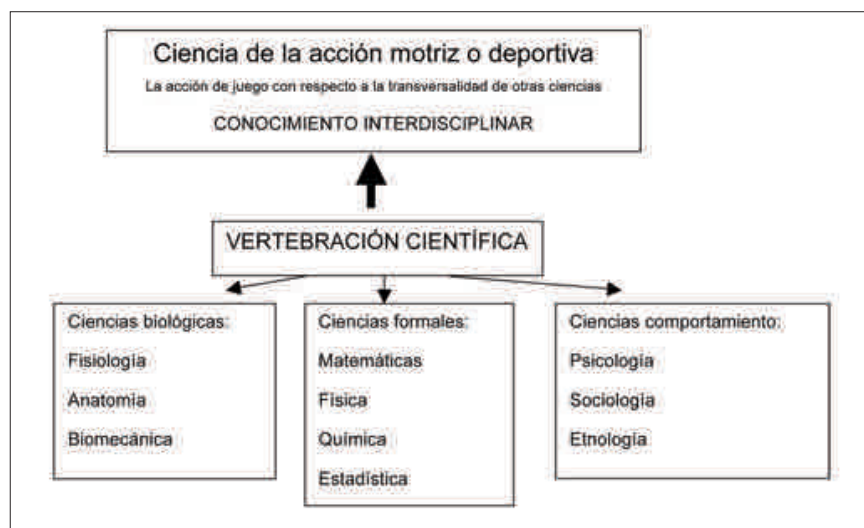 Ciencia de la acción motriz o deportiva
La acción de juego con respecto a la transversalidad de otras ciencias
CONOCIMIENTO INTERDISCIPLINAR
VERTEBRACIÓN CIENTÍFICA
Ciencias biológicas:
Fisiología
Anatomia
Biomecánica
Ciencias formales:
Matemáticas
Física
Química
Estadística
Ciencias comportamiento:
Psicología
Sociología
Etnología